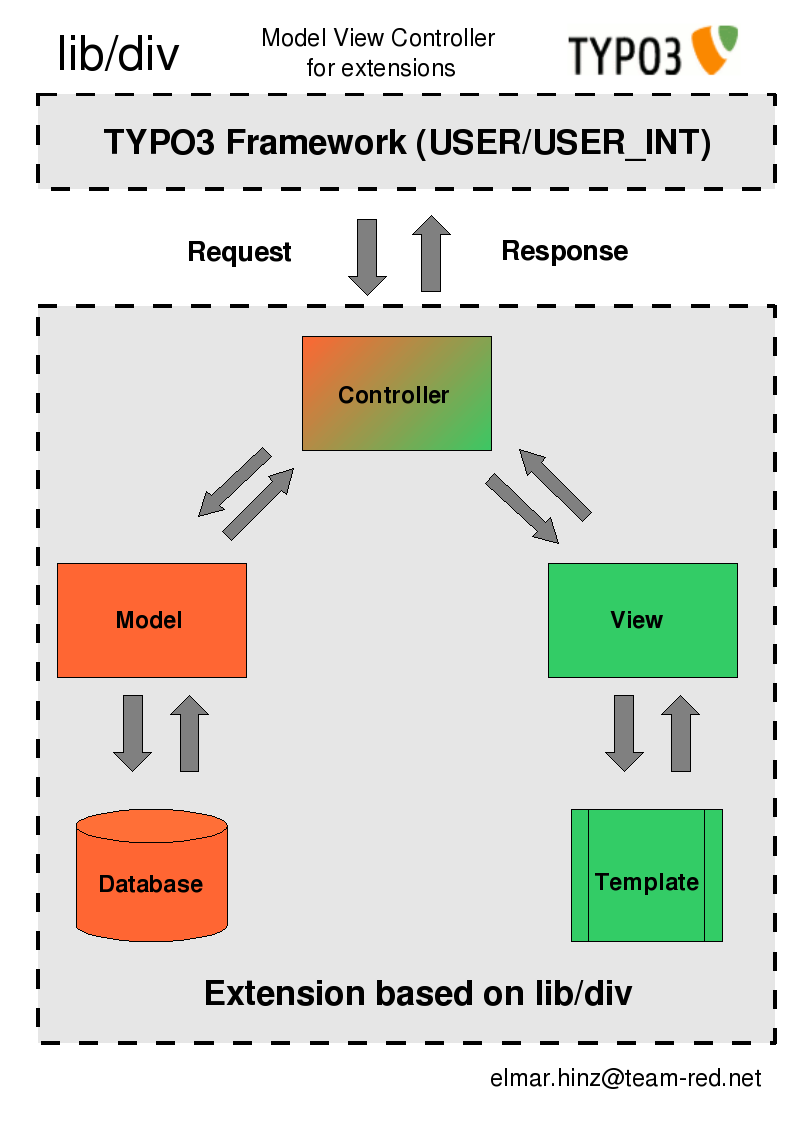 lib/div
Model View Controller
for extensions
TYPO3
TYPO3 Framework (USER/USER_INT)
Request
Response
Controller
Model
View
Database
Template
Extension based on lib/div
elmar.hinz@team-red.net